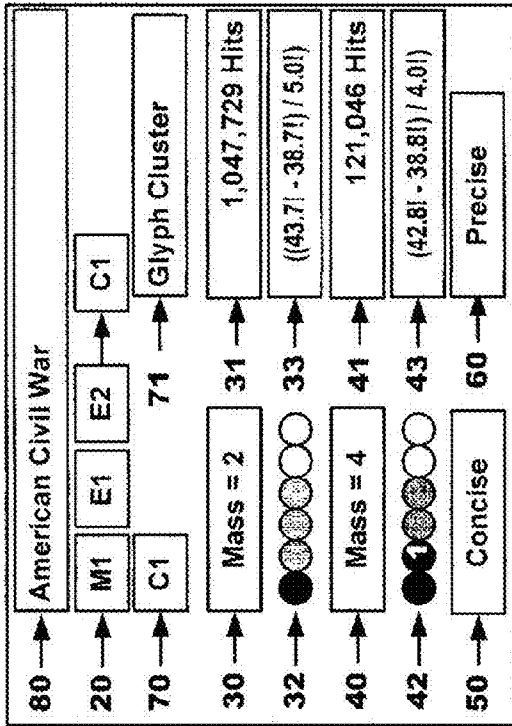 80 American Civil War
20 M1 E1 E2 C1
70 C1 71 Glyph Cluster
30 Mass = 2 31 1,047,729 Hits
32 33 ((43.7! - 38.7!) / 5.0!)
40 Mass = 4 41 121,046 Hits
42 1 43 (42.8! - 38.8!) / 4.0!)
50 Concise 60 Precise